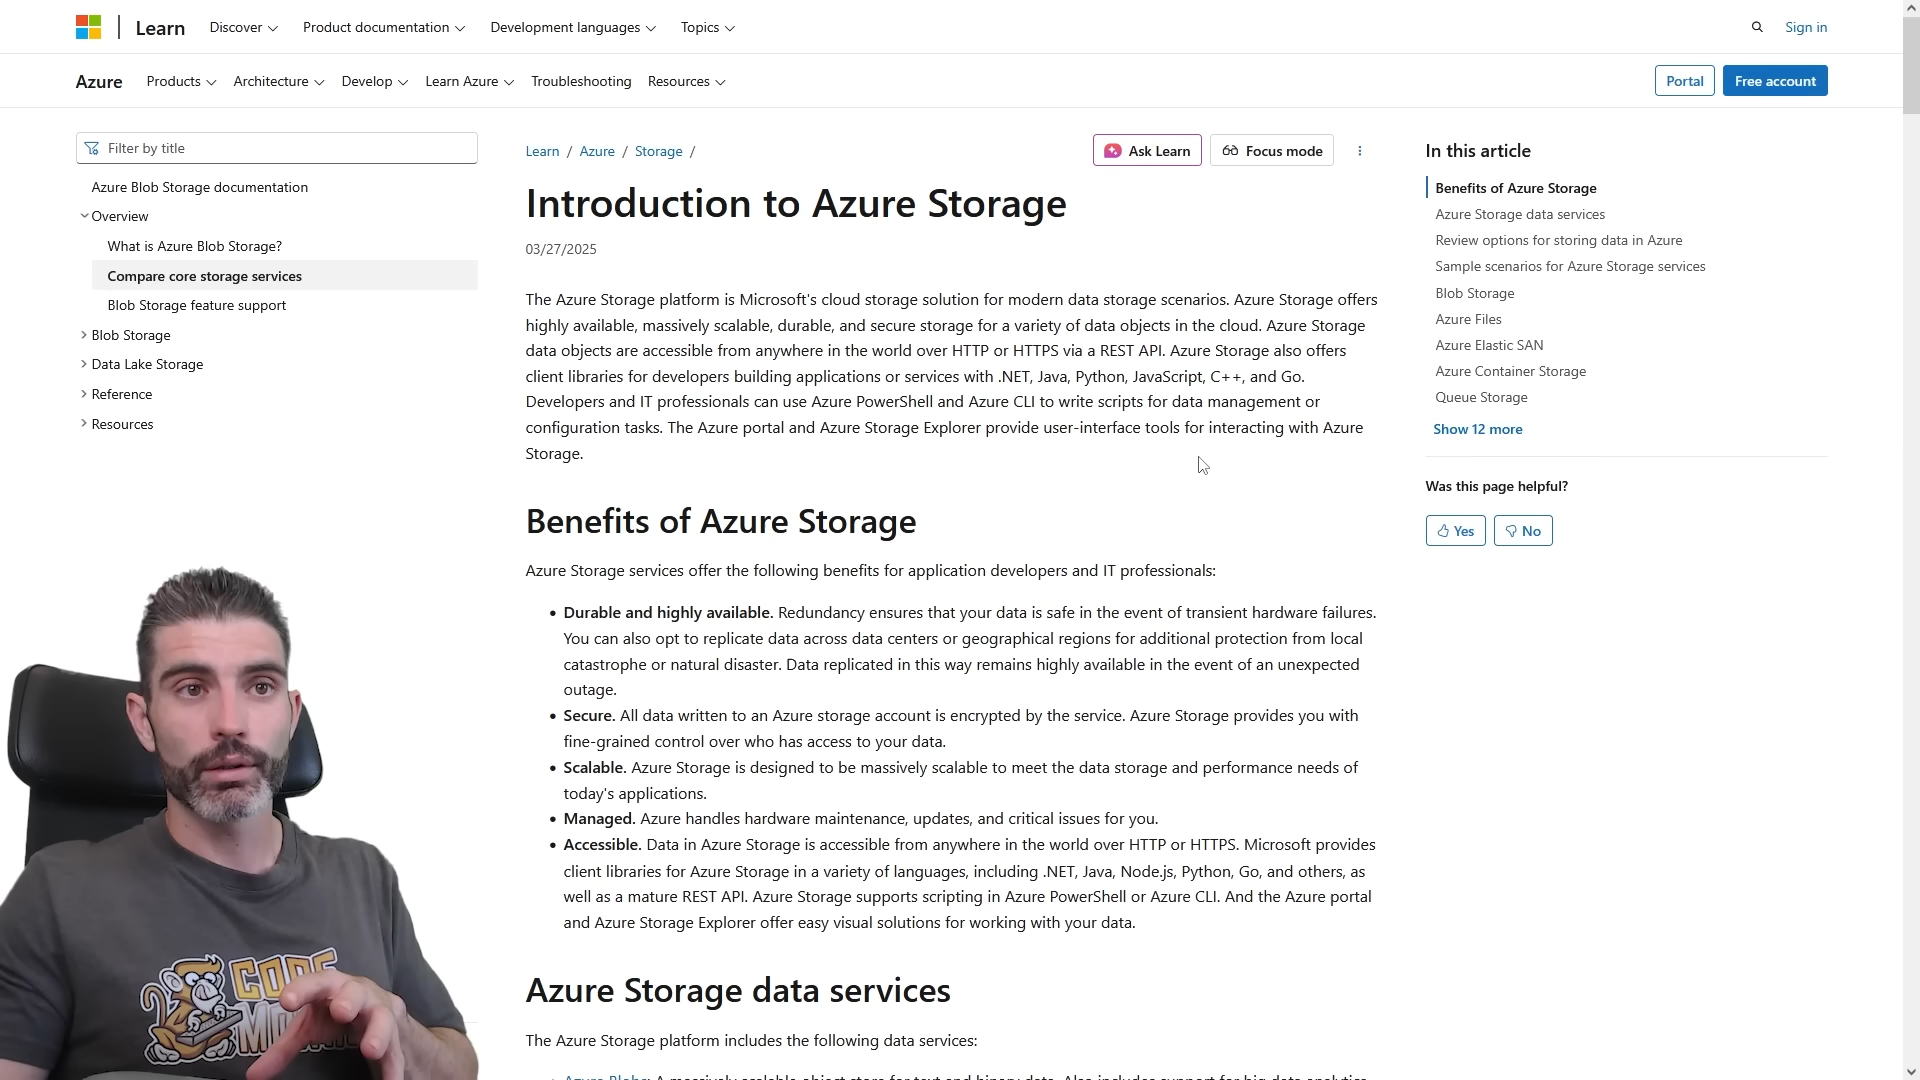 Learn Discover Product documentation Development languages Topics Sign in
Azure Products Architecture Develop Learn Azure Troubleshooting Resources Portal Free account
Filter by title
Azure Blob Storage documentation
Overview
What is Azure Blob Storage?
Compare core storage services
Blob Storage feature support
Blob Storage
Data Lake Storage
Reference
Resources
Learn / Azure / Storage /
Ask Learn Focus mode
Introduction to Azure Storage
03/27/2025
The Azure Storage platform is Microsoft's cloud storage solution for modern data storage scenarios. Azure Storage offers
highly available, massively scalable, durable, and secure storage for a variety of data objects in the cloud. Azure Storage
data objects are accessible from anywhere in the world over HTTP or HTTPS via a REST API. Azure Storage also offers
client libraries for developers building applications or services with .NET, Java, Python, JavaScript, C++, and Go.
Developers and IT professionals can use Azure PowerShell and Azure CLI to write scripts for data management or
configuration tasks. The Azure portal and Azure Storage Explorer provide user-interface tools for interacting with Azure
Storage.
Benefits of Azure Storage
Azure Storage services offer the following benefits for application developers and IT professionals:
• Durable and highly available. Redundancy ensures that your data is safe in the event of transient hardware failures.
You can also opt to replicate data across data centers or geographical regions for additional protection from local
catastrophe or natural disaster. Data replicated in this way remains highly available in the event of an unexpected
outage.
• Secure. All data written to an Azure storage account is encrypted by the service. Azure Storage provides you with
fine-grained control over who has access to your data.
• Scalable. Azure Storage is designed to be massively scalable to meet the data storage and performance needs of
today's applications.
• Managed. Azure handles hardware maintenance, updates, and critical issues for you.
• Accessible. Data in Azure Storage is accessible from anywhere in the world over HTTP or HTTPS. Microsoft provides
client libraries for Azure Storage in a variety of languages, including .NET, Java, Node.js, Python, Go, and others, as
well as a mature REST API. Azure Storage supports scripting in Azure PowerShell or Azure CLI. And the Azure portal
and Azure Storage Explorer offer easy visual solutions for working with your data.
Azure Storage data services
The Azure Storage platform includes the following data services:
Azure Blobs: A massively scalable object store for text and binary data. Also includes support for big data analytics
In this article
Benefits of Azure Storage
Azure Storage data services
Review options for storing data in Azure
Sample scenarios for Azure Storage services
Blob Storage
Azure Files
Azure Elastic SAN
Azure Container Storage
Queue Storage
Show 12 more
Was this page helpful?
Yes No
CODE